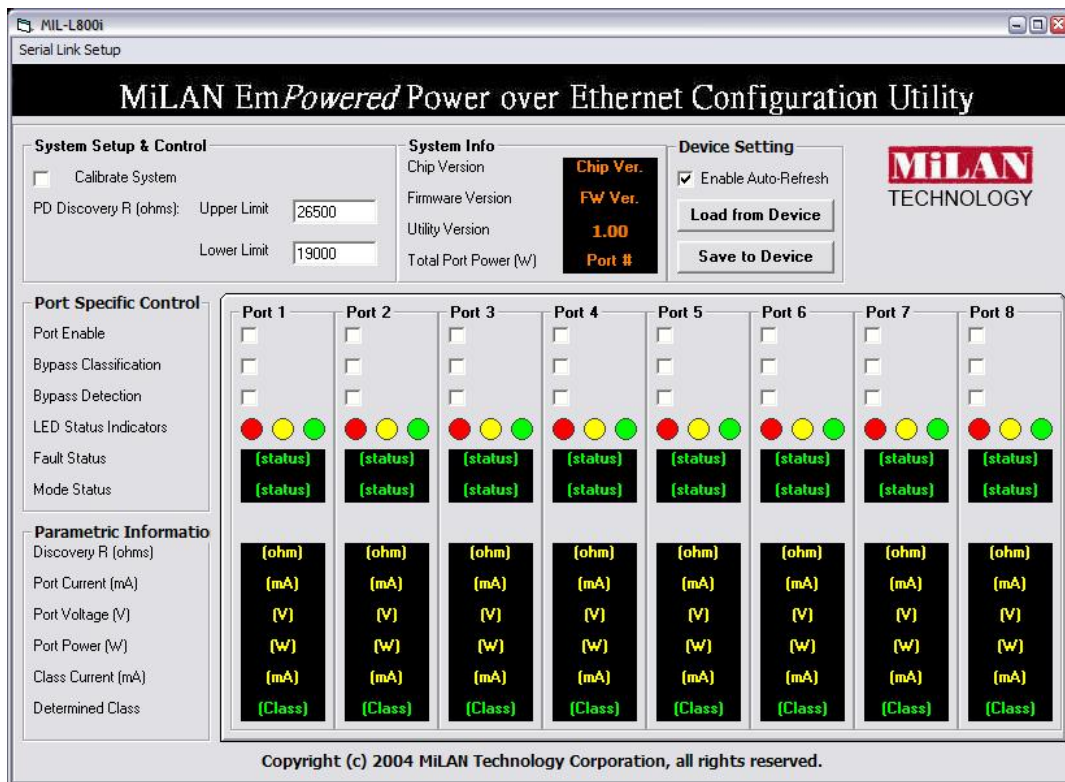 MIL-L800i
Serial Link Setup
MiLAN EmPowered Power over Ethernet Configuration Utility
System Setup & Control
Calibrate System
PD Discovery R (ohms): Upper Limit 26500
Lower Limit 19000
System Info
Chip Version Chip Ver.
Firmware Version FW Ver.
Utility Version 1.00
Total Port Power (W) Port #
Device Setting
Enable Auto-Refresh
Load from Device
Save to Device
MiLAN
TECHNOLOGY
Port Specific Control Port 1 Port 2 Port 3 Port 4 Port 5 Port 6 Port 7 Port 8
Port Enable
Bypass Classification
Bypass Detection
LED Status Indicators
Fault Status (status) (status) (status) (status) (status) (status) (status) (status)
Mode Status (status) (status) (status) (status) (status) (status) (status) (status)
Parametric Informatio
Discovery R (ohms) (ohm) (ohm) (ohm) (ohm) (ohm) (ohm) (ohm) (ohm)
Port Current (mA) (mA) (mA) (mA) (mA) (mA) (mA) (mA) (mA)
Port Voltage (V) (V) (V) (V) (V) (V) (V) (V) (V)
Port Power (W) (W) (W) (W) (W) (W) (W) (W) (W)
Class Current (mA) (mA) (mA) (mA) (mA) (mA) (mA) (mA) (mA)
Determined Class (Class) (Class) (Class) (Class) (Class) (Class) (Class) (Class)
Copyright (c) 2004 MiLAN Technology Corporation, all rights reserved.